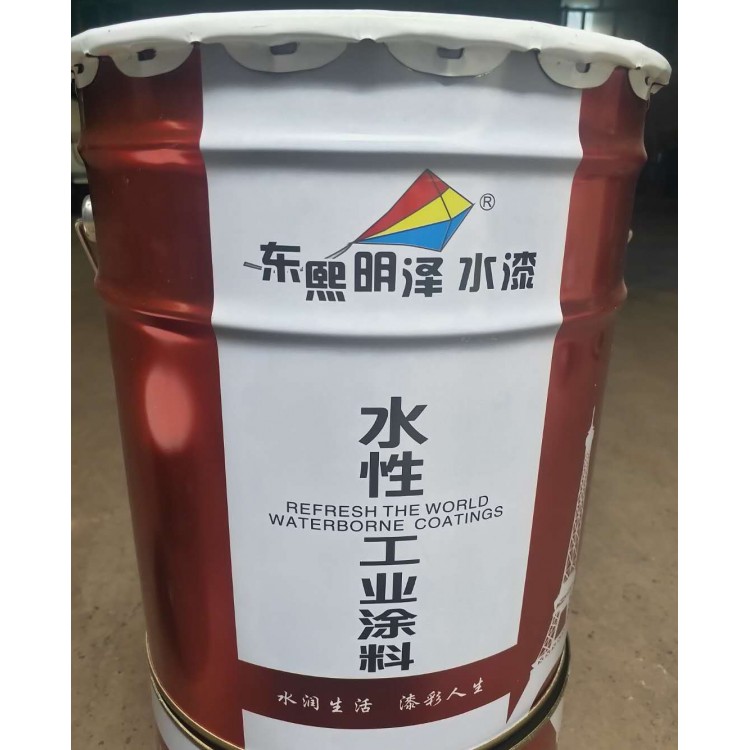 ®
东熙明泽 水漆
水性
REFRESH THE WORLD
WATERBORNE COATINGS
工业涂料
水润生活 漆彩人生